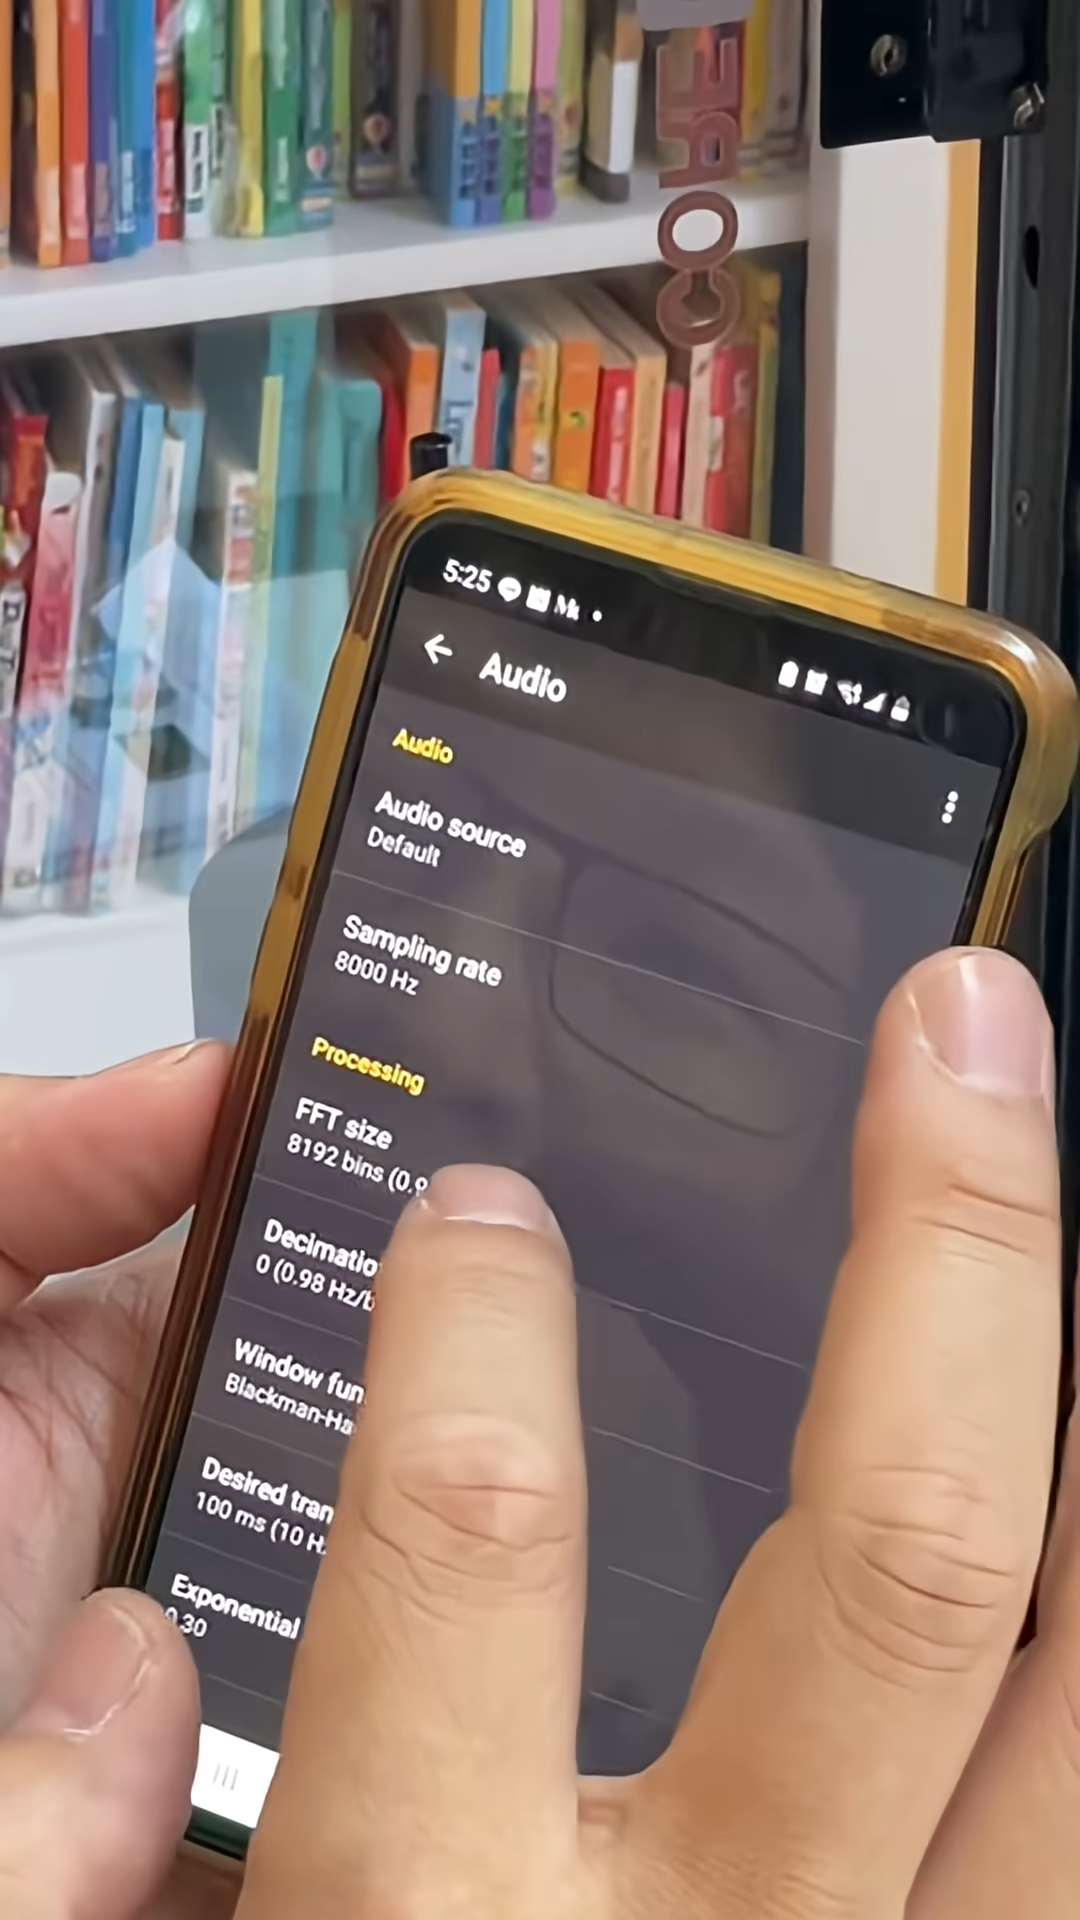 5:25
Audio
Audio
Audio source
Default
Sampling rate
8000 Hz
Processing
FFT size
8192 bins (0.9
Decimatio
0 (0.98 Hz/b
Window fun
Blackman-Ha
Desired tran
100 ms (10 H
Exponential
0.30